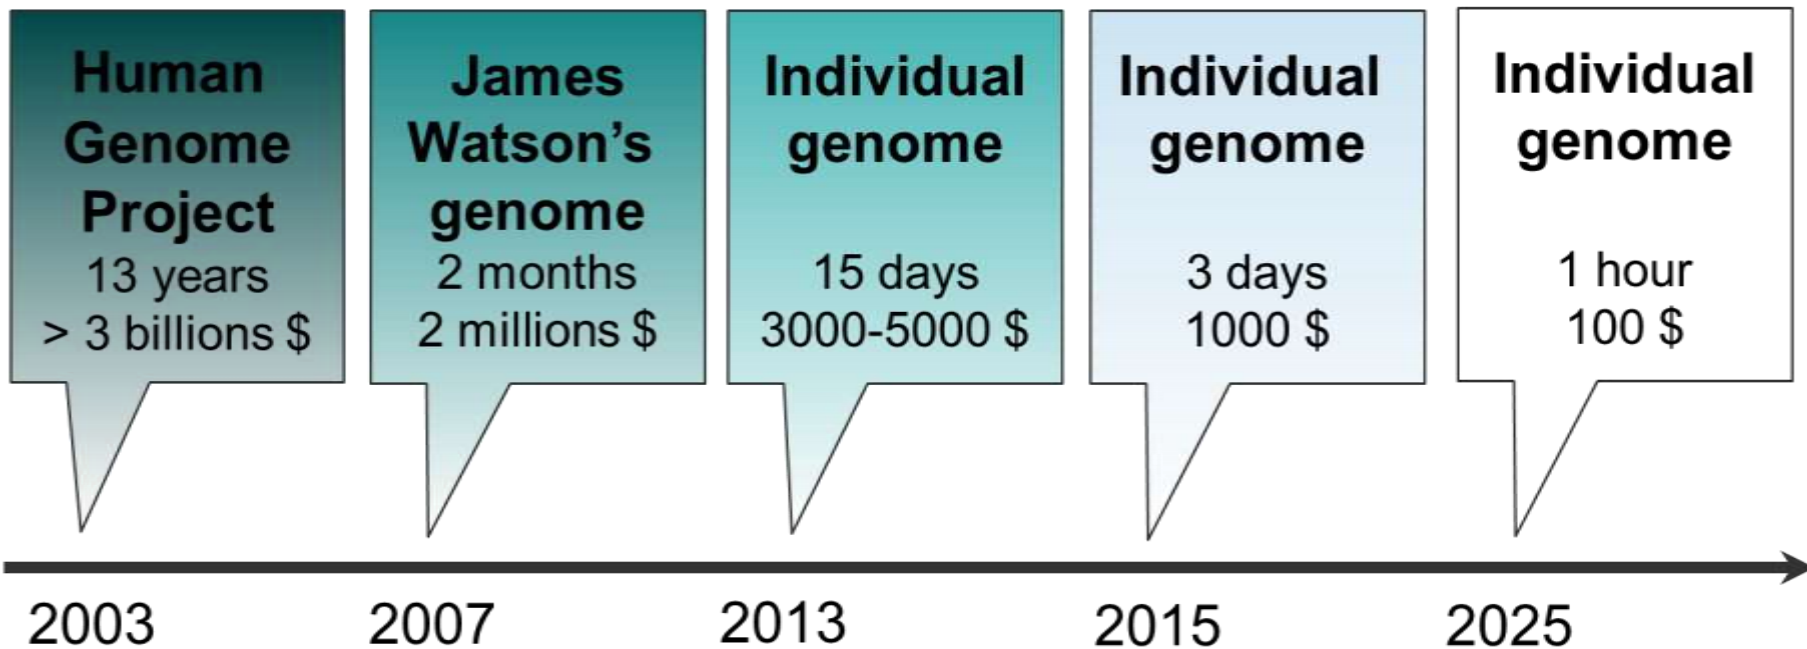 Human
Genome
Project
13 years
> 3 billions $
James
Watson's
genome
2 months
2 millions $
Individual
genome
15 days
3000-5000 $
Individual
genome
3 days
1000 $
Individual
genome
1 hour
100 $
2003
2007
2013
2015
2025